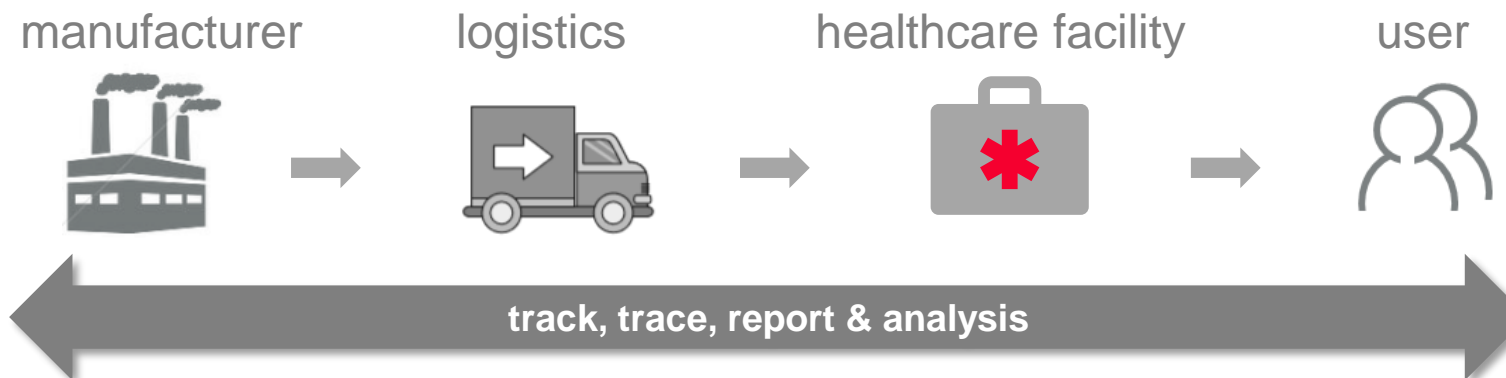 manufacturer
logistics
healthcare facility
user
track, trace, report & analysis